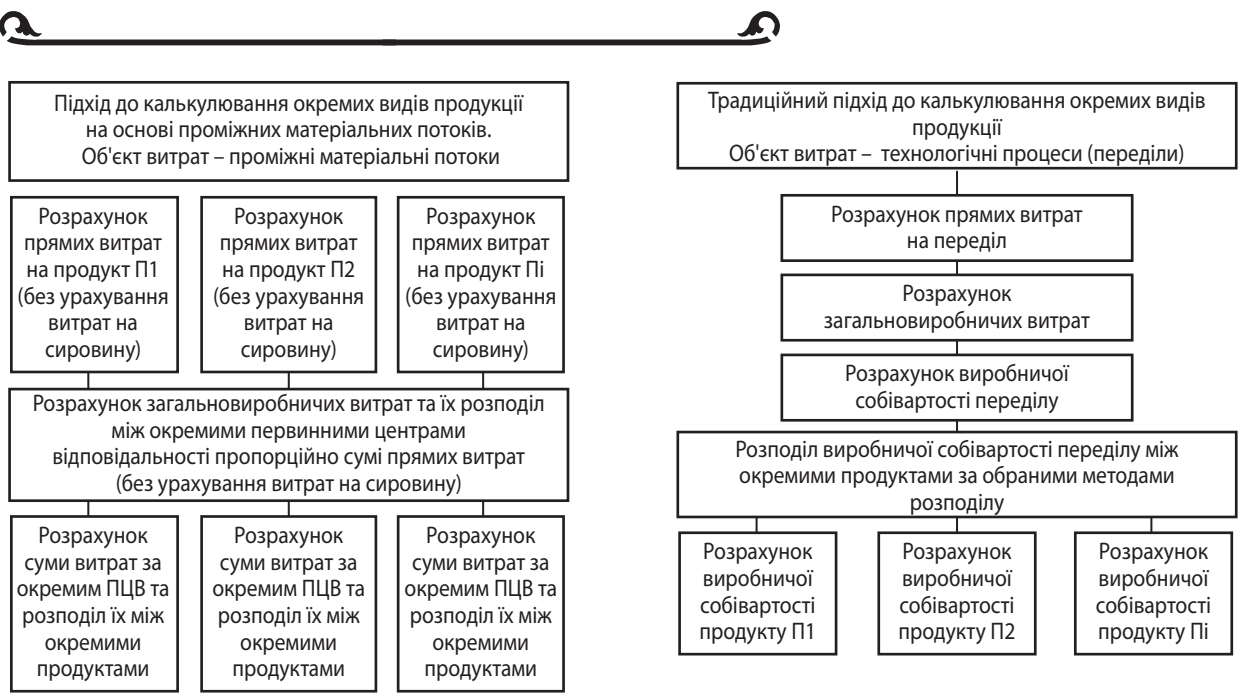 Підхід до калькулювання окремих видів продукції
на основі проміжних матеріальних потоків.
Об'єкт витрат – проміжні матеріальні потоки
Розрахунок
прямих витрат
на продукт П1
(без урахування
витрат на
сировину)
Розрахунок
прямих витрат
на продукт П2
(без урахування
витрат на
сировину)
Розрахунок
прямих витрат
на продукт Пі
(без урахування
витрат на
сировину)
Розрахунок загальновиробничих витрат та їх розподіл
між окремими первинними центрами
відповідальності пропорційно сумі прямих витрат
(без урахування витрат на сировину)
Розрахунок
суми витрат за
окремим ПЦВ та
розподіл їх між
окремими
продуктами
Розрахунок
суми витрат за
окремим ПЦВ та
розподіл їх між
окремими
продуктами
Розрахунок
суми витрат за
окремим ПЦВ та
розподіл їх між
окремими
продуктами
Традиційний підхід до калькулювання окремих видів
продукції
Об'єкт витрат – технологічні процеси (переділи)
Розрахунок прямих витрат
на переділ
Розрахунок
загальновиробничих витрат
Розрахунок виробничої
собівартості переділу
Розподіл виробничої собівартості переділу між
окремими продуктами за обраними методами
розподілу
Розрахунок
виробничої
собівартості
продукту П1
Розрахунок
виробничої
собівартості
продукту П2
Розрахунок
виробничої
собівартості
продукту Пі